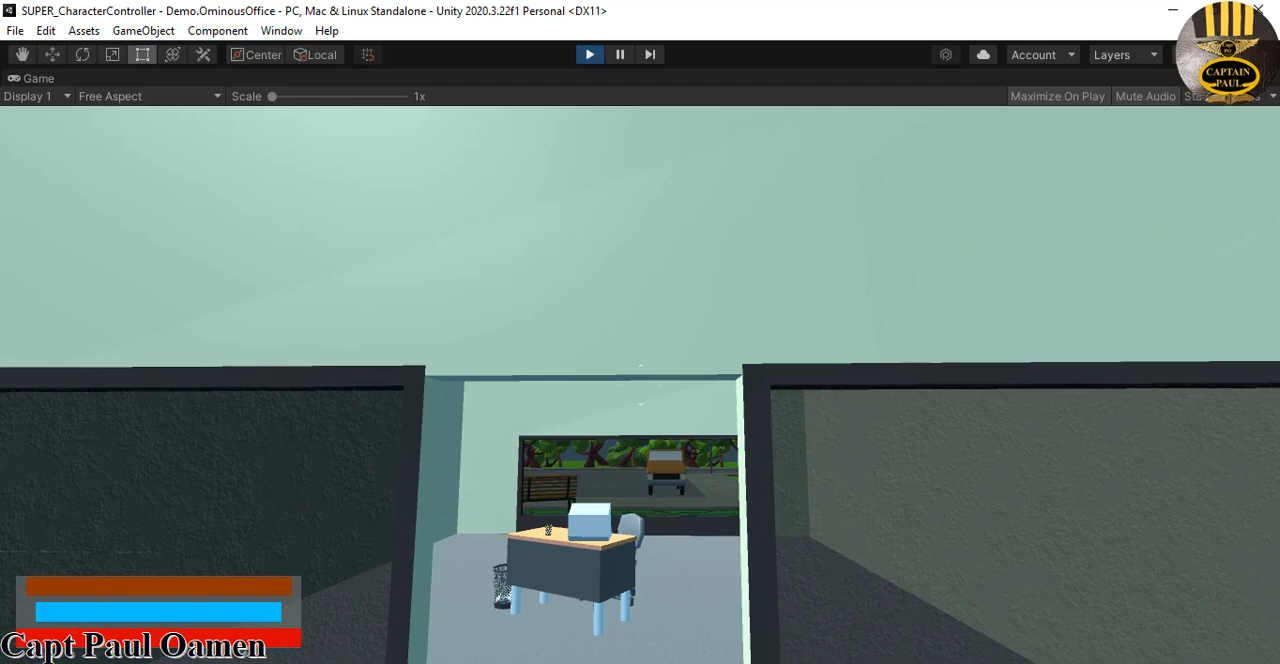 SUPER_CharacterController - Demo.OminousOffice - PC, Mac & Linux Standalone - Unity 2020.3.22f1 Personal <DX11>
File Edit Assets GameObject Component Window Help
Center Local Account Layers
Game
Display 1 Free Aspect Scale 1x Maximize On Play Mute Audio
CAPTAIN
PAUL
Capt Paul Oamen